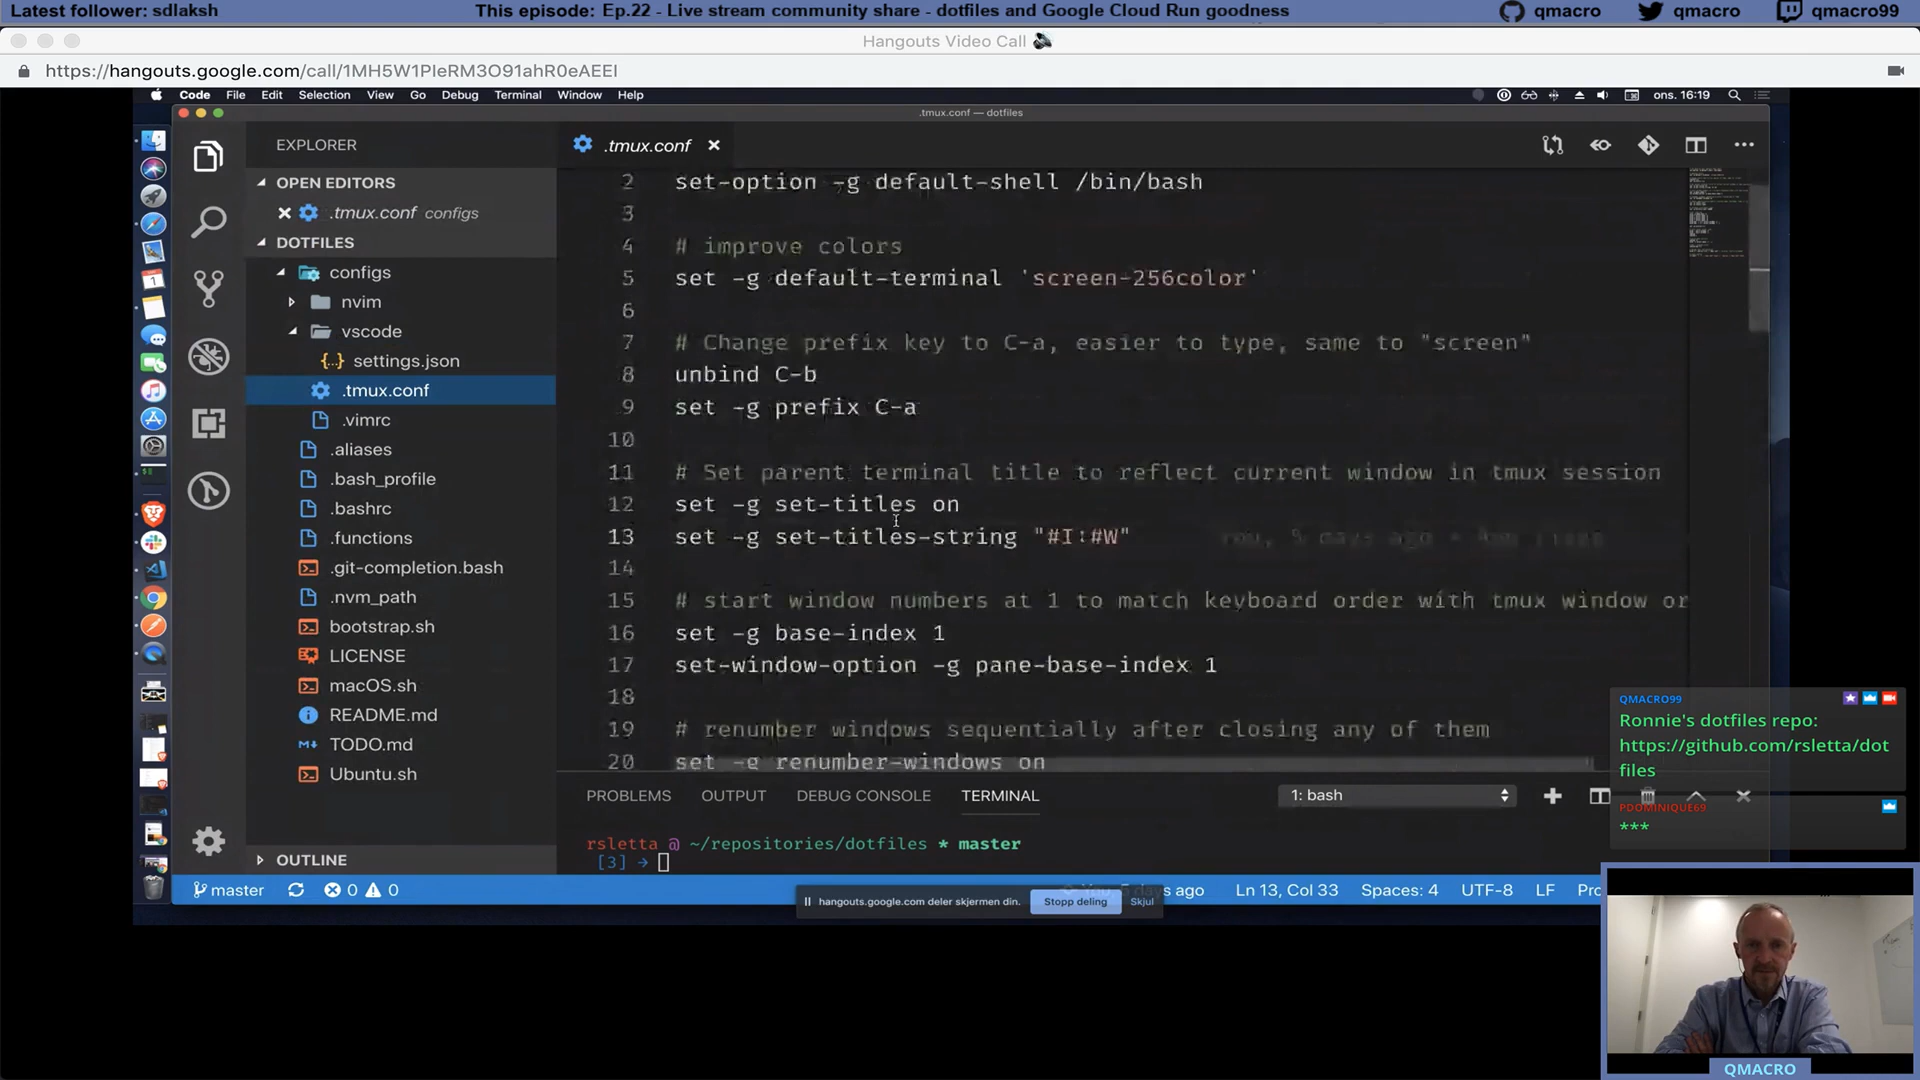 Latest follower: sdlaksh
This episode: Ep.22 - Live stream community share - dotfiles and Google Cloud Run goodness
qmacro
qmacro
qmacro99
Hangouts Video Call
https://hangouts.google.com/call/1MH5W1PleRM3O91ahR0eAEEI
Code File Edit Selection View Go Debug Terminal Window Help
ons. 16:19
.tmux.conf — dotfiles
EXPLORER
OPEN EDITORS
.tmux.conf configs
DOTFILES
configs
nvim
vscode
settings.json
.tmux.conf
.vimrc
.aliases
.bash_profile
.bashrc
.functions
.git-completion.bash
.nvm_path
bootstrap.sh
LICENSE
macOS.sh
README.md
TODO.md
Ubuntu.sh
OUTLINE
.tmux.conf
2 set-option -g default-shell /bin/bash
3
4 # improve colors
5 set -g default-terminal 'screen-256color'
6
7 # Change prefix key to C-a, easier to type, same to "screen"
8 unbind C-b
9 set -g prefix C-a
10
11 # Set parent terminal title to reflect current window in tmux session
12 set -g set-titles on
13 set -g set-titles-string "#I:#W" You, 5 days ago •
14
15 # start window numbers at 1 to match keyboard order with tmux window or
16 set -g base-index 1
17 set-window-option -g pane-base-index 1
18
19 # renumber windows sequentially after closing any of them
20 set -g renumber-windows on
PROBLEMS OUTPUT DEBUG CONSOLE TERMINAL
1: bash
rsletta @ ~/repositories/dotfiles * master
[3] →
master 0 0
You, 5 days ago Ln 13, Col 33 Spaces: 4 UTF-8 LF Pro
hangouts.google.com deler skjermen din. Stopp deling Skjul
QMACRO99
Ronnie's dotfiles repo:
https://github.com/rsletta/dot
files
PDOMINIQUE69
***
QMACRO